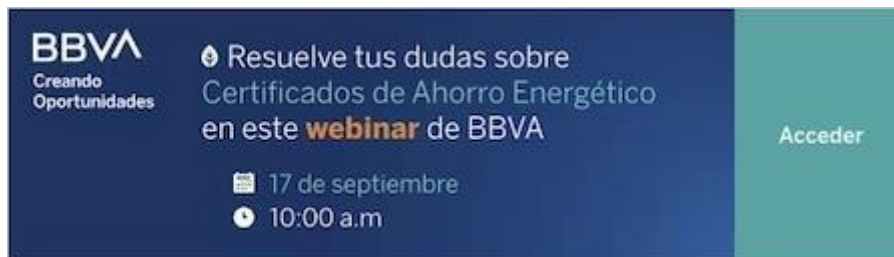 BBVA
Creando
Oportunidades
Resuelve tus dudas sobre
Certificados de Ahorro Energético
en este webinar de BBVA
17 de septiembre
10:00 a.m
Acceder